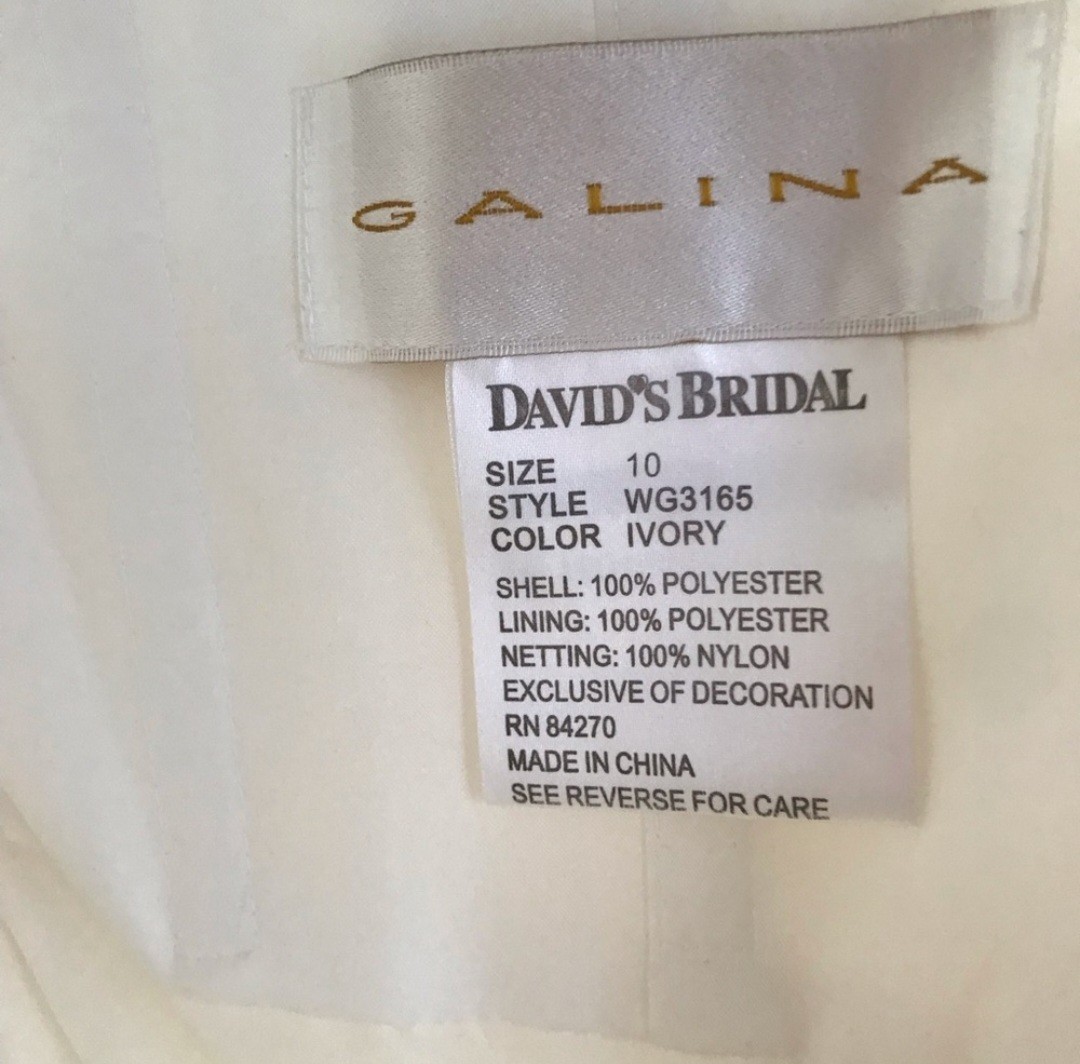 GALINA
DAVID'S BRIDAL
SIZE 10
STYLE WG3165
COLOR IVORY
SHELL: 100% POLYESTER
LINING: 100% POLYESTER
NETTING: 100% NYLON
EXCLUSIVE OF DECORATION
RN 84270
MADE IN CHINA
SEE REVERSE FOR CARE